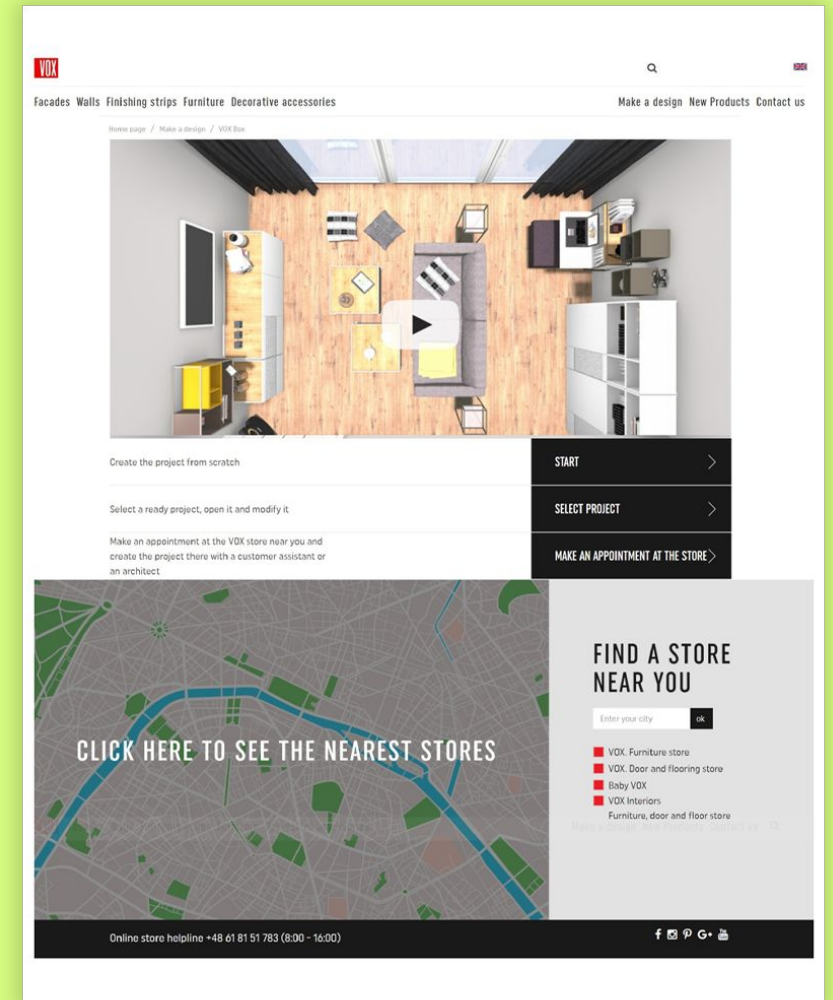 VOX
Facades Walls Finishing strips Furniture Decorative accessories
Make a design New Products Contact us
Home page / Make a design / VOX Box
Create the project from scratch
START
Select a ready project, open it and modify it
SELECT PROJECT
Make an appointment at the VOX store near you and
create the project there with a customer assistant or
an architect
MAKE AN APPOINTMENT AT THE STORE
CLICK HERE TO SEE THE NEAREST STORES
FIND A STORE
NEAR YOU
Enter your city
ok
VOX. Furniture store
VOX. Door and flooring store
Baby VOX
VOX Interiors
Furniture, door and floor store
Make a design New Products Contact us
Online store helpline +48 61 81 51 783 (8:00 - 16:00)